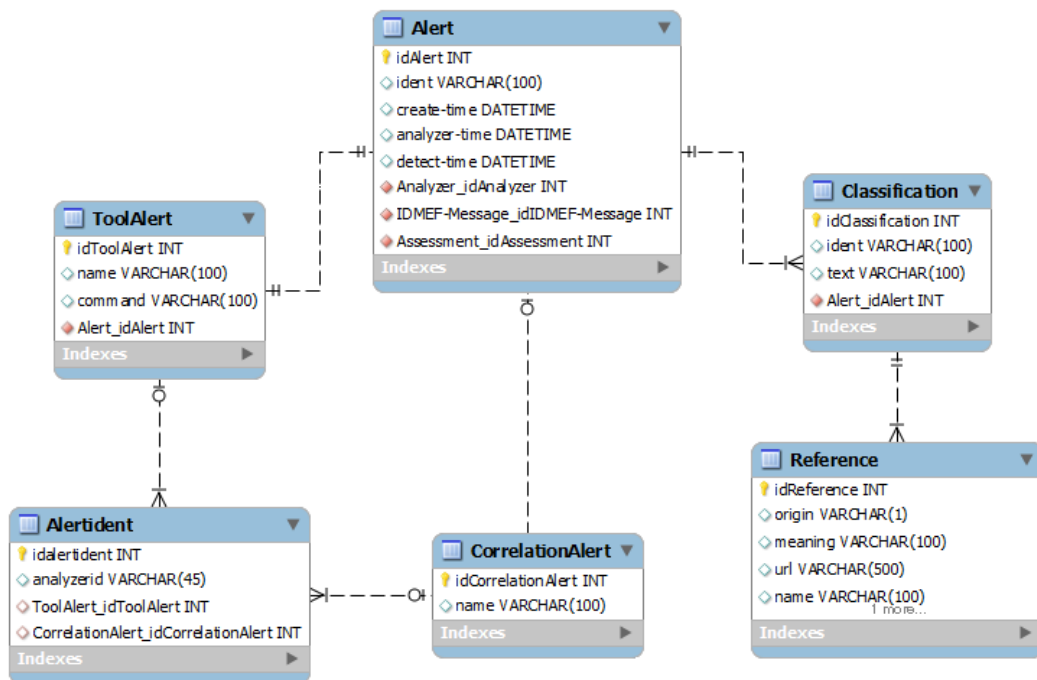 Alert
idAlert INT
ident VARCHAR(100)
create-time DATETIME
analyzer-time DATETIME
detect-time DATETIME
Analyzer_idAnalyzer INT
IDMEF-Message_idIDMEF-Message INT
Assessment_idAssessment INT
Indexes
ToolAlert
idToolAlert INT
name VARCHAR(100)
command VARCHAR(100)
Alert_idAlert INT
Indexes
Classification
idClassification INT
ident VARCHAR(100)
text VARCHAR(100)
Alert_idAlert INT
Indexes
Alertident
idalertident INT
analyzerid VARCHAR(45)
ToolAlert_idToolAlert INT
CorrelationAlert_idCorrelationAlert INT
Indexes
CorrelationAlert
idCorrelationAlert INT
name VARCHAR(100)
Indexes
Reference
idReference INT
origin VARCHAR(1)
meaning VARCHAR(100)
url VARCHAR(500)
name VARCHAR(100)
1 more...
Indexes